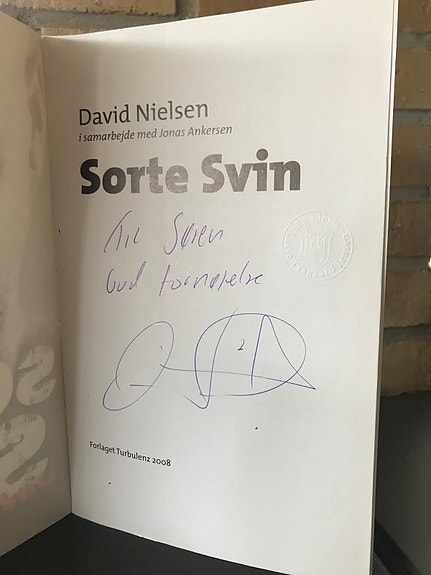 David Nielsen
i samarbejde med Jonas Ankersen
Sorte Svin
Til Søren
God fornøjelse
Forlaget Turbulenz 2008